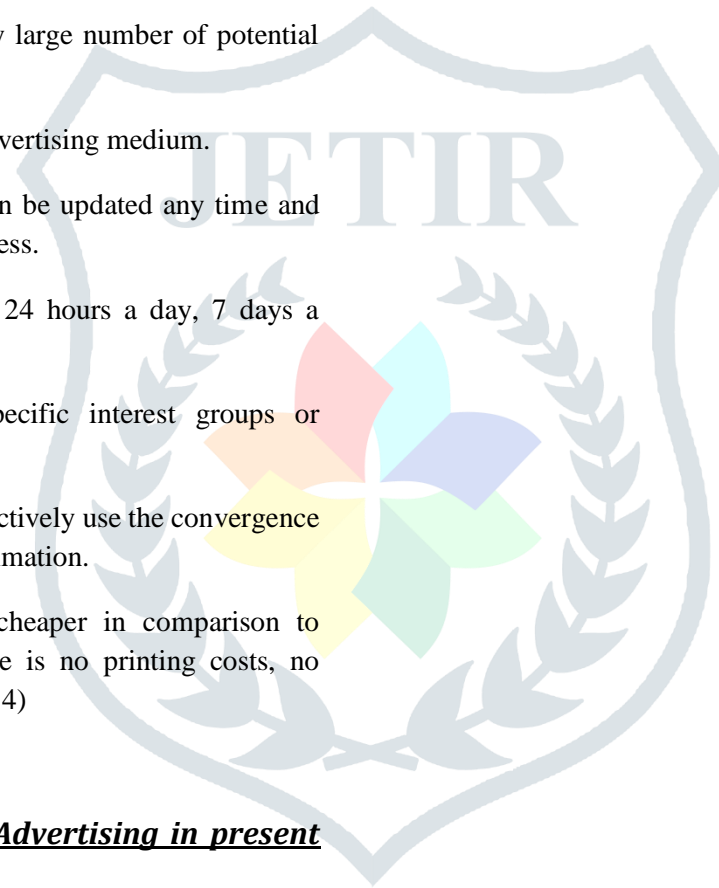 large number of potential
JETIR
vertising medium.
n be updated any time and
ess.
24 hours a day, 7 days a
pecific interest groups or
ctively use the convergence
mation.
cheaper in comparison to
e is no printing costs, no
4)
Advertising in present